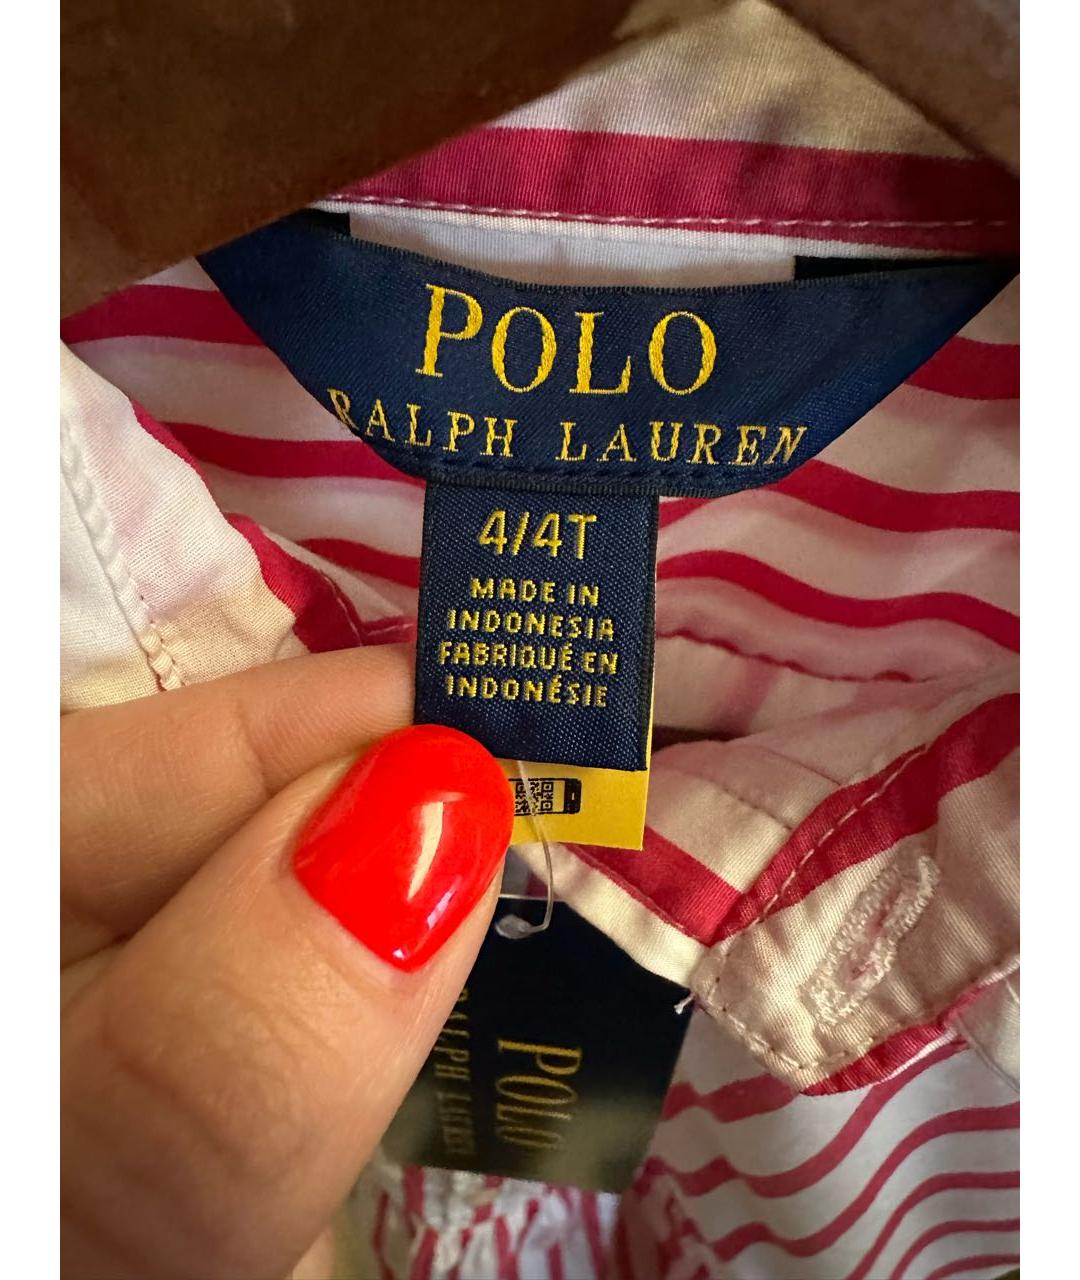 POLO
RALPH LAUREN
4/4T
MADE IN
INDONESIA
FABRIQUÉ EN
INDONÉSIE
POLO
RALPH LAUREN